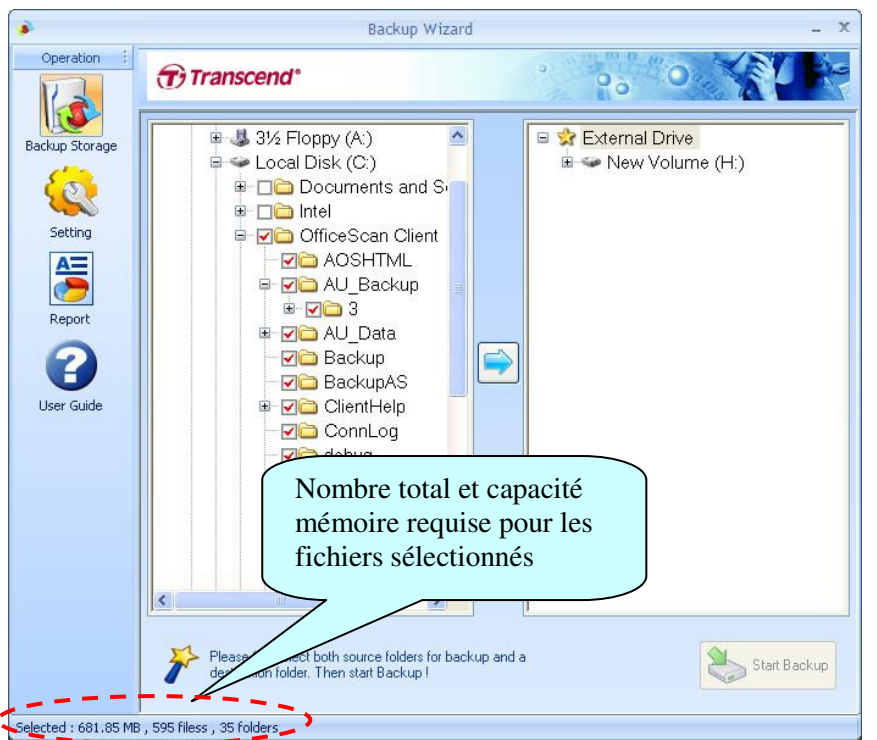 Backup Wizard
Operation
Transcend®
Backup Storage
Setting
Report
User Guide
3½ Floppy (A:)
Local Disk (C:)
Documents and
Intel
OfficeScan Client
AOSHTML
AU_Backup
3
AU_Data
Backup
BackupAS
ClientHelp
ConnLog
debug
External Drive
New Volume (H:)
Nombre total et capacité
mémoire requise pour les
fichiers sélectionnés
Please select both source folders for backup and a
destination folder. Then start Backup !
Start Backup
Selected : 681.85 MB , 595 filess , 35 folders